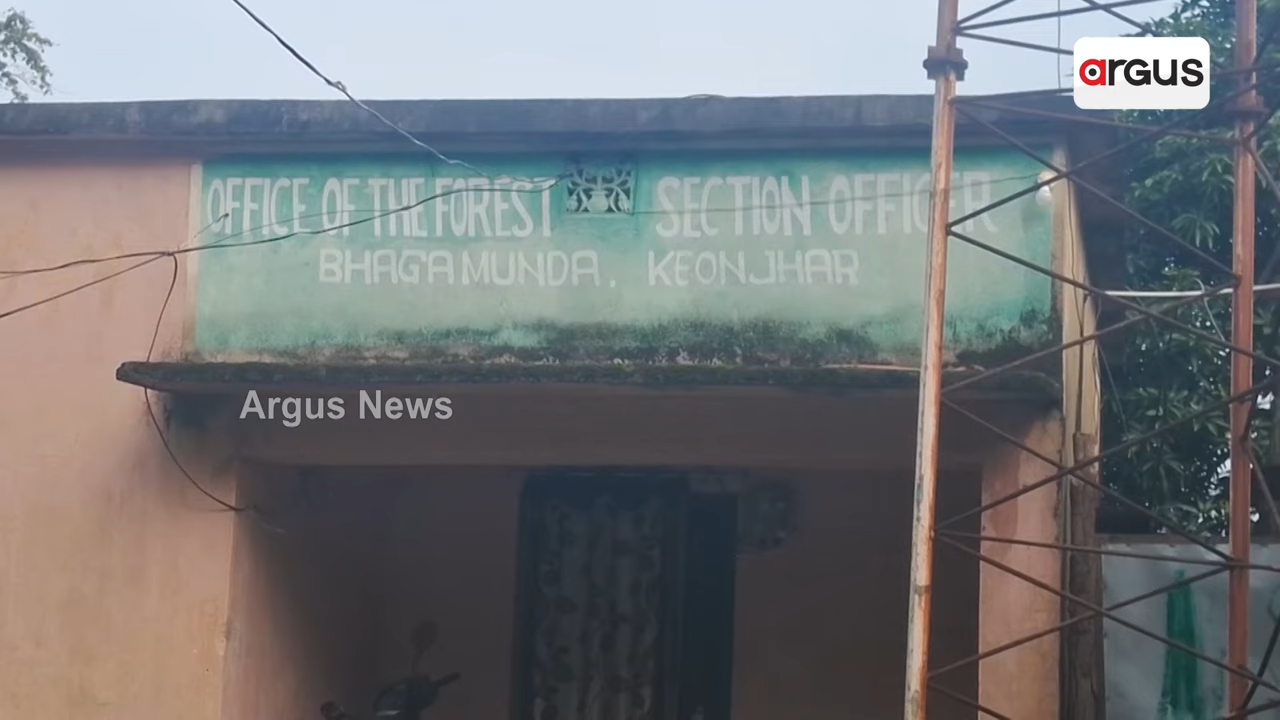 argus
OFFICE OF THE FOREST SECTION OFFICER
BHAGAMUNDA. KEONJHAR
Argus News